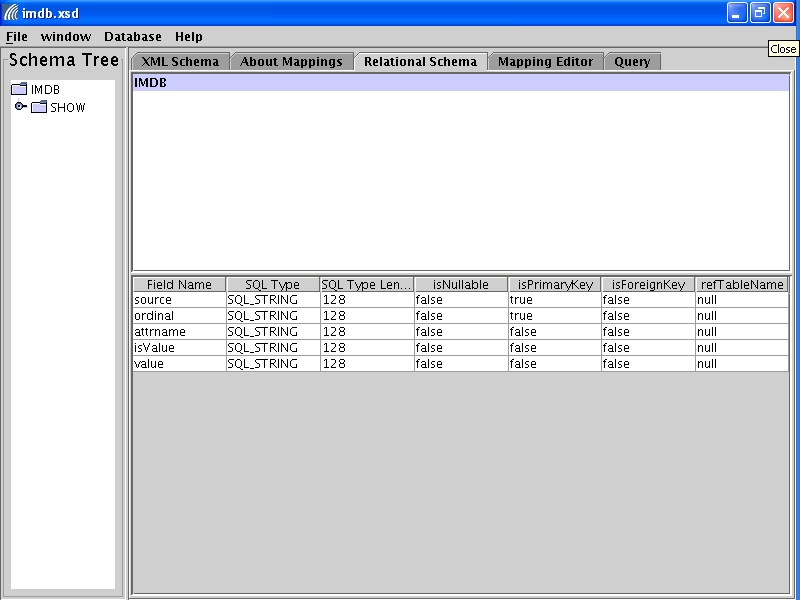 imdb.xsd
File window Database Help
Close
Schema Tree
XML Schema About Mappings Relational Schema Mapping Editor Query
IMDB
IMDB
SHOW
Field Name SQL Type SQL Type Len... isNullable isPrimaryKey isForeignKey refTableName
source SQL_STRING 128 false true false null
ordinal SQL_STRING 128 false true false null
attrname SQL_STRING 128 false false false null
isValue SQL_STRING 128 false false false null
value SQL_STRING 128 false false false null